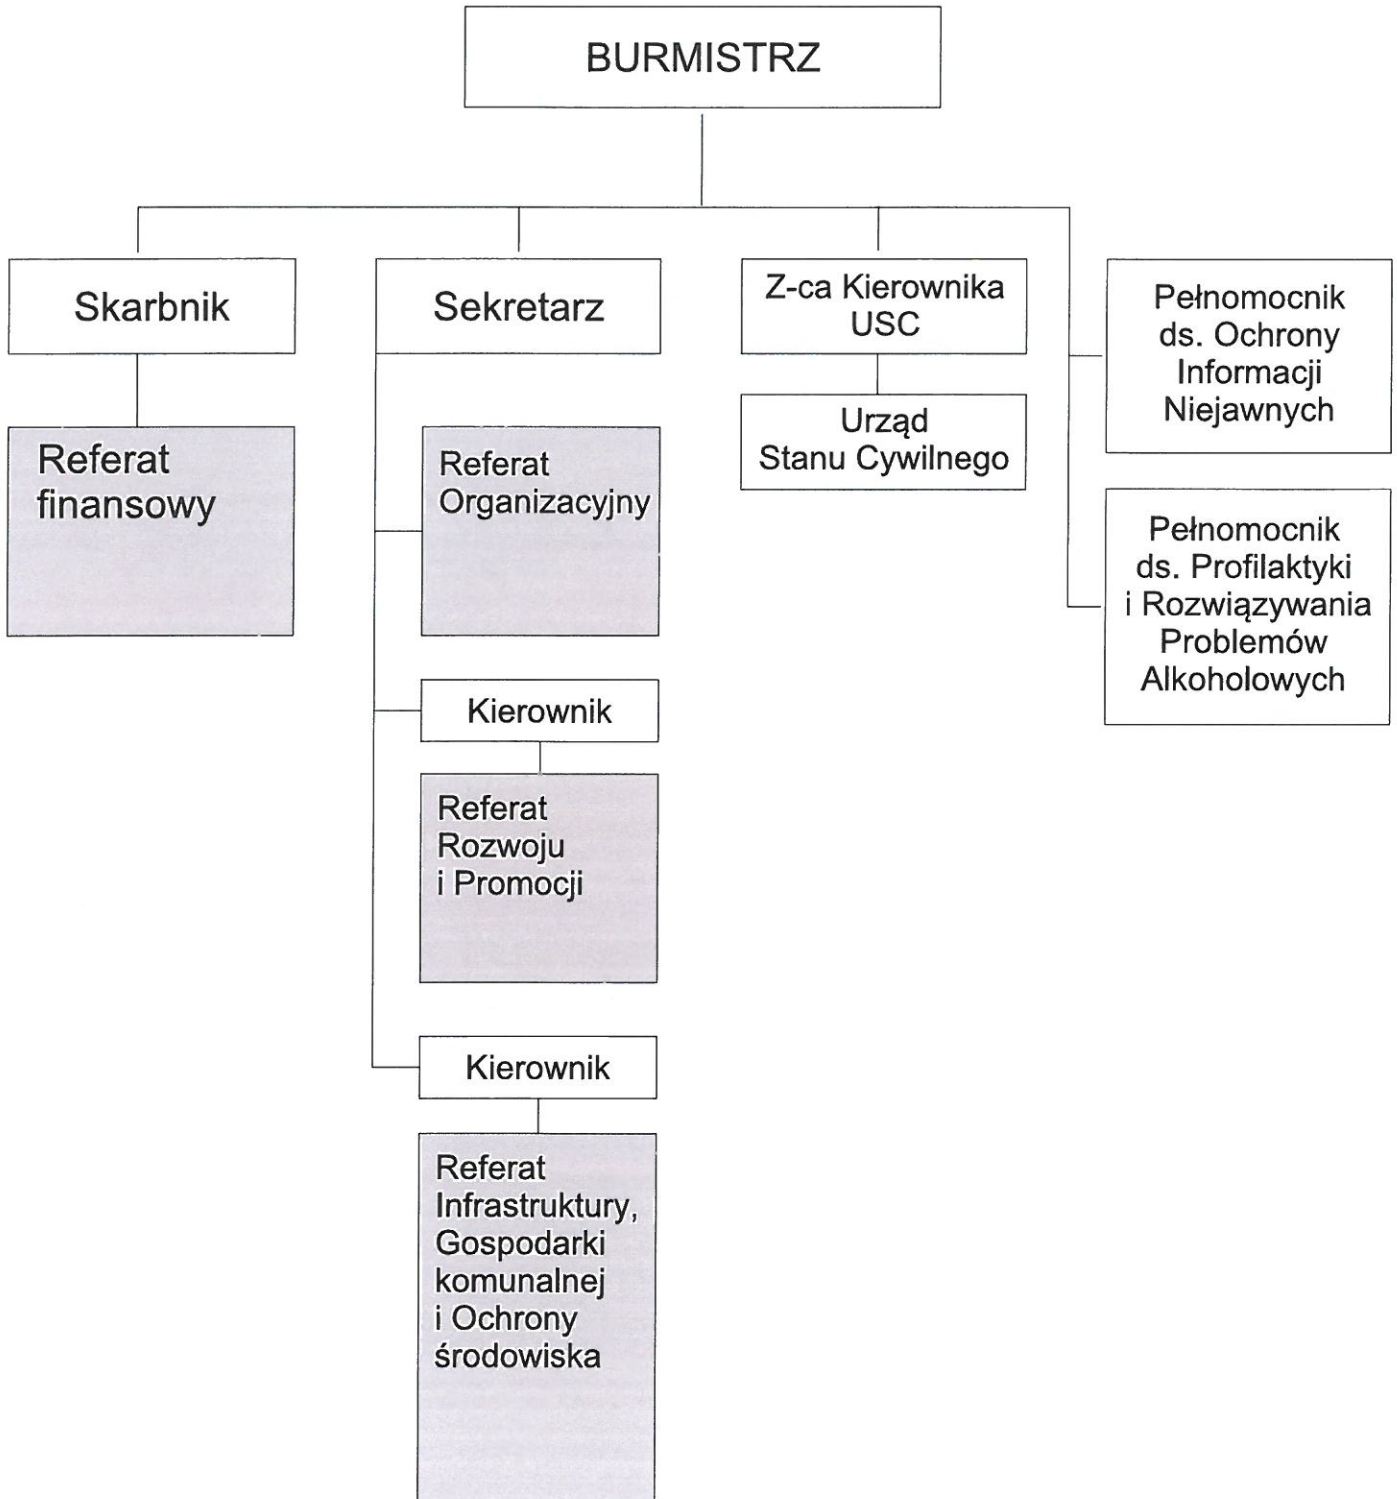 BURMISTRZ
Skarbnik
Referat
finansowy
Sekretarz
Referat
Organizacyjny
Kierownik
Referat
Rozwoju
i Promocji
Kierownik
Referat
Infrastruktury,
Gospodarki
komunalnej
i Ochrony
środowiska
Z-ca Kierownika
USC
Urząd
Stanu Cywilnego
Pełnomocnik
ds. Ochrony
Informacji
Niejawnych
Pełnomocnik
ds. Profilaktyki
i Rozwiązywania
Problemów
Alkoholowych